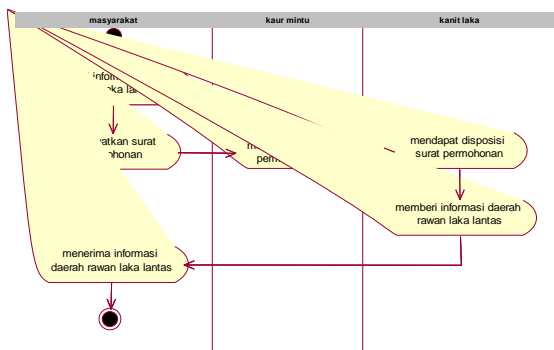 masyarakat
kaur mintu
kanit laka
surat
mendapat disposisi
surat permohonan
memberi informasi daerah
rawan laka lantas
menerima informasi
daerah rawan laka lantas